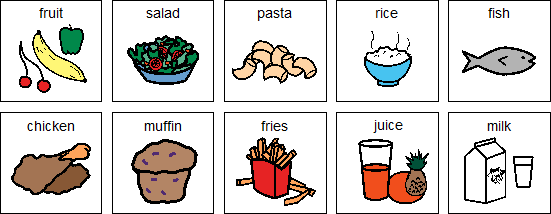 fruit
salad
pasta
rice
fish
chicken
muffin
fries
juice
milk